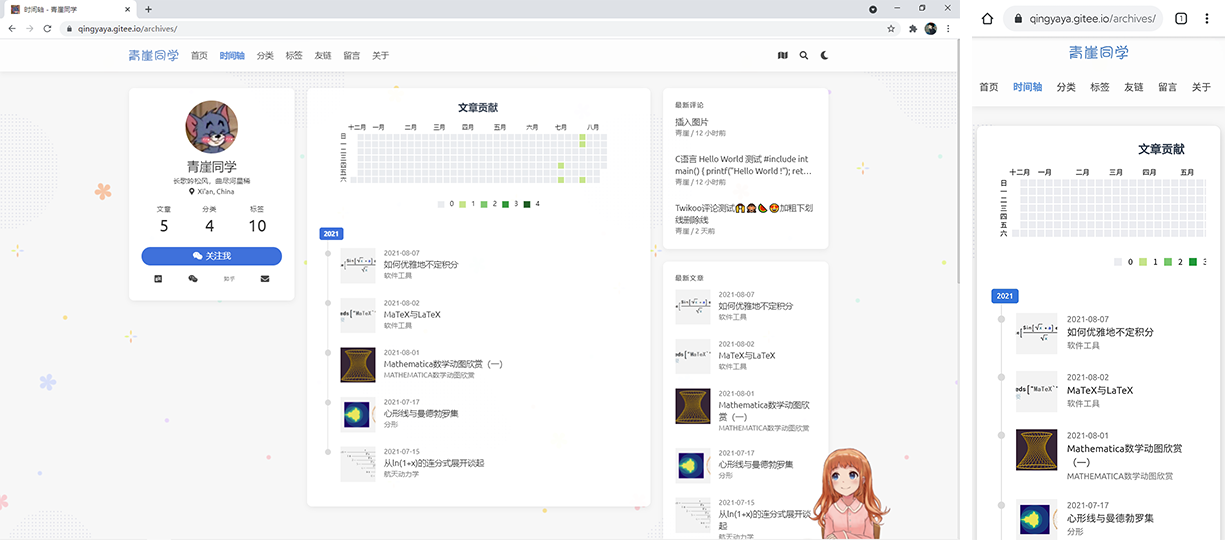 时间轴 - 青崖同学
qingyaya.gitee.io/archives/
青崖同学 首页 时间轴 分类 标签 友链 留言 关于
青崖同学
长歌吟松风，曲尽河星稀
Xi'an, China
文章 分类 标签
5 4 10
关注我
知乎
文章贡献
十二月 一月 二月 三月 四月 五月 六月 七月 八月
日
一
二
三
四
五
六
0 1 2 3 4
2021
2021-08-07
如何优雅地不定积分
软件工具
2021-08-02
MaTeX与LaTeX
软件工具
2021-08-01
Mathematica数学动图欣赏（一）
MATHEMATICA数学动图欣赏
2021-07-17
心形线与曼德勃罗集
分形
2021-07-15
从ln(1+x)的连分式展开谈起
航天动力学
最新评论
插入图片
青崖 / 12 小时前
C语言 Hello World 测试 #include int
main() { printf("Hello World !"); ret...
青崖 / 12 小时前
Twikoo评论测试🙌🙍🍉😍加粗下划
线删除线
青崖 / 2 天前
最新文章
2021-08-07
如何优雅地不定积分
软件工具
2021-08-02
MaTeX与LaTeX
软件工具
2021-08-01
Mathematica数学动图欣
赏（一）
MATHEMATICA数学动图欣赏
2021-07-17
心形线与曼德勃罗集
分形
2021-07-15
从ln(1+x)的连分式展开谈
起
航天动力学
qingyaya.gitee.io/archives/ 1
青崖同学
首页 时间轴 分类 标签 友链 留言 关于
文章贡献
十二月 一月 二月 三月 四月 五月
日
一
二
三
四
五
六
0 1 2 3
2021
2021-08-07
如何优雅地不定积分
软件工具
2021-08-02
MaTeX与LaTeX
软件工具
2021-08-01
Mathematica数学动图欣赏
（一）
MATHEMATICA数学动图欣赏
2021-07-17
心形线与曼德勃罗集
分形